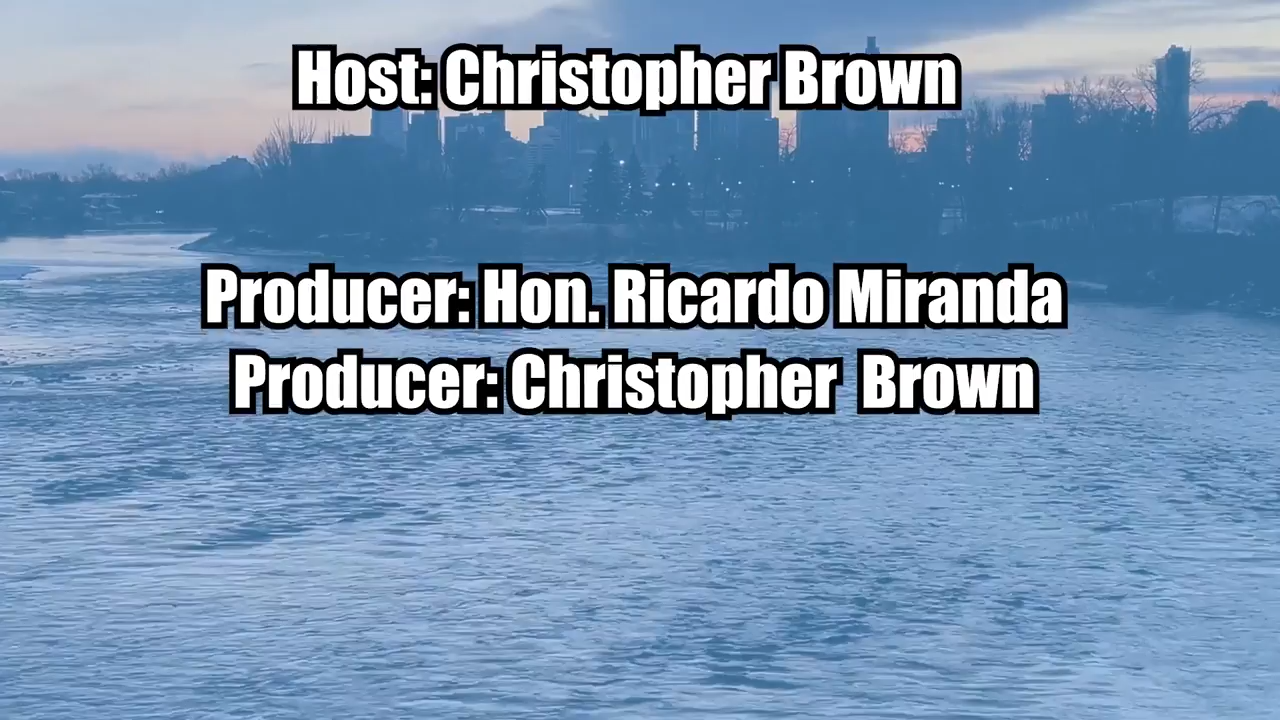 Host: Christopher Brown
Producer: Hon. Ricardo Miranda
Producer: Christopher Brown